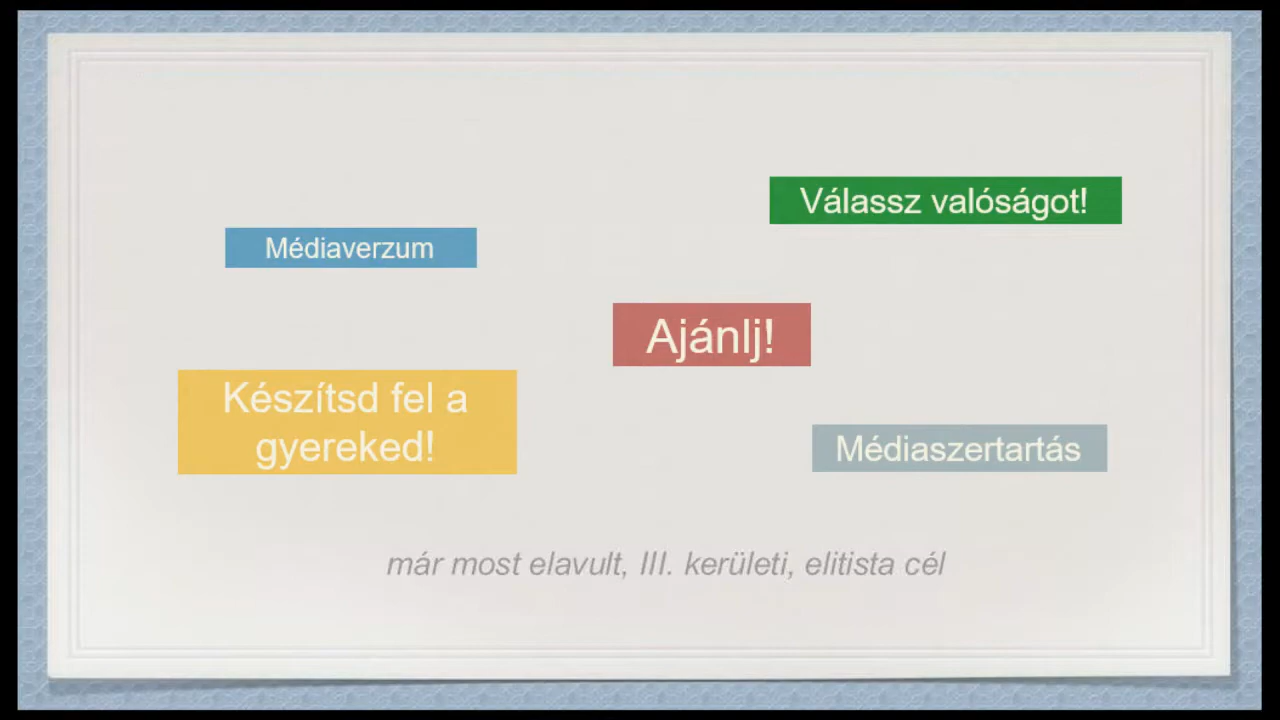 Válassz valóságot!
Médiaverzum
Ajánlj!
Készítsd fel a
gyereked!
Médiaszertartás
már most elavult, III. kerületi, elitista cél